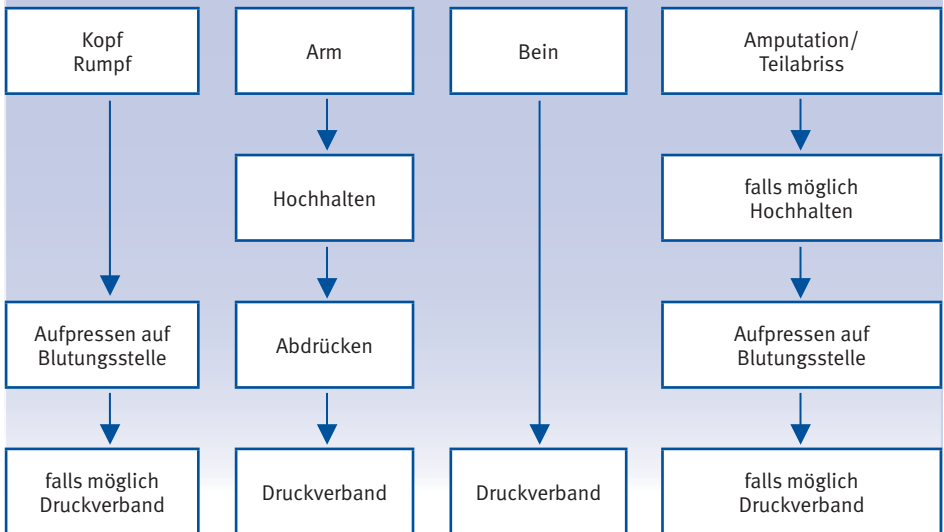 Kopf
Rumpf
Arm
Bein
Amputation/
Teilabriss
Hochhalten
falls möglich
Hochhalten
Aufpressen auf
Blutungsstelle
Abdrücken
Aufpressen auf
Blutungsstelle
falls möglich
Druckverband
Druckverband
Druckverband
falls möglich
Druckverband